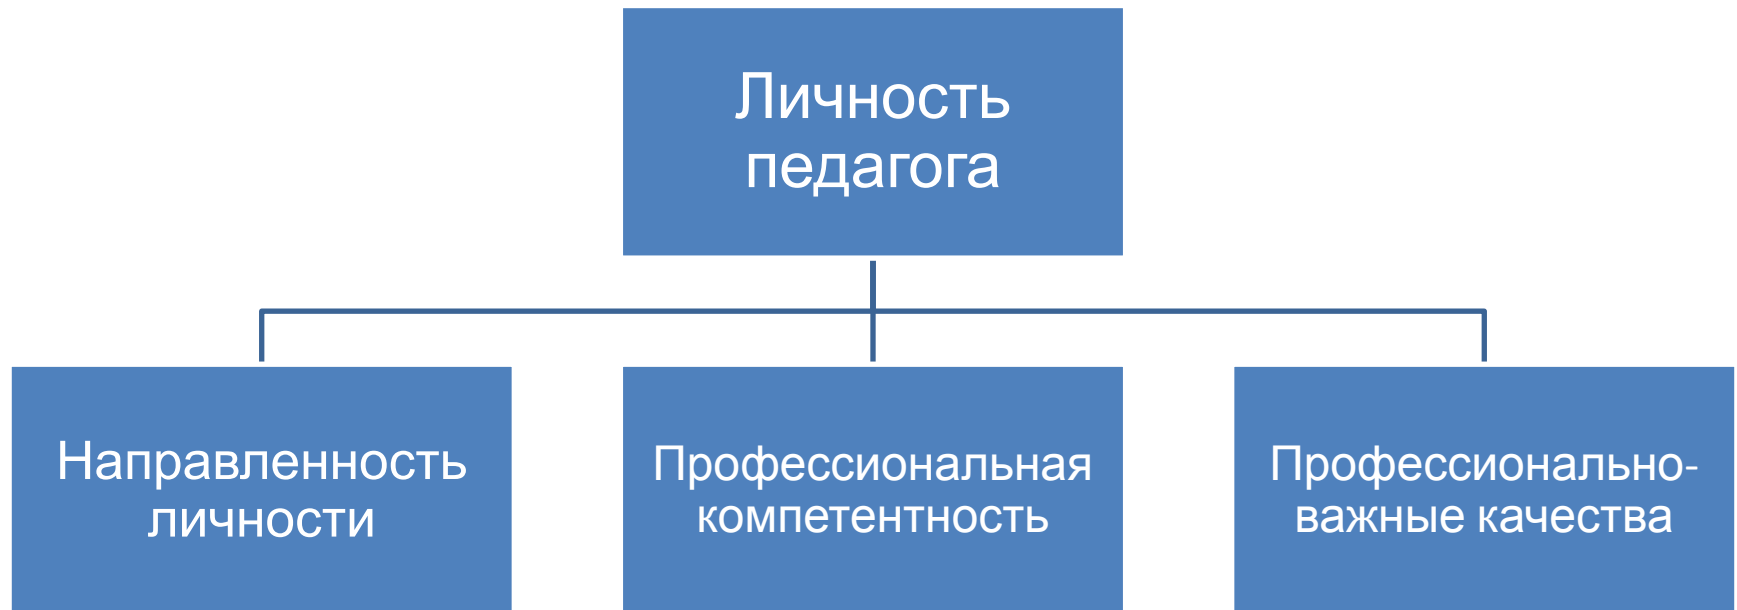 Личность
педагога
Направленность
личности
Профессиональная
компетентность
Профессионально-
важные качества